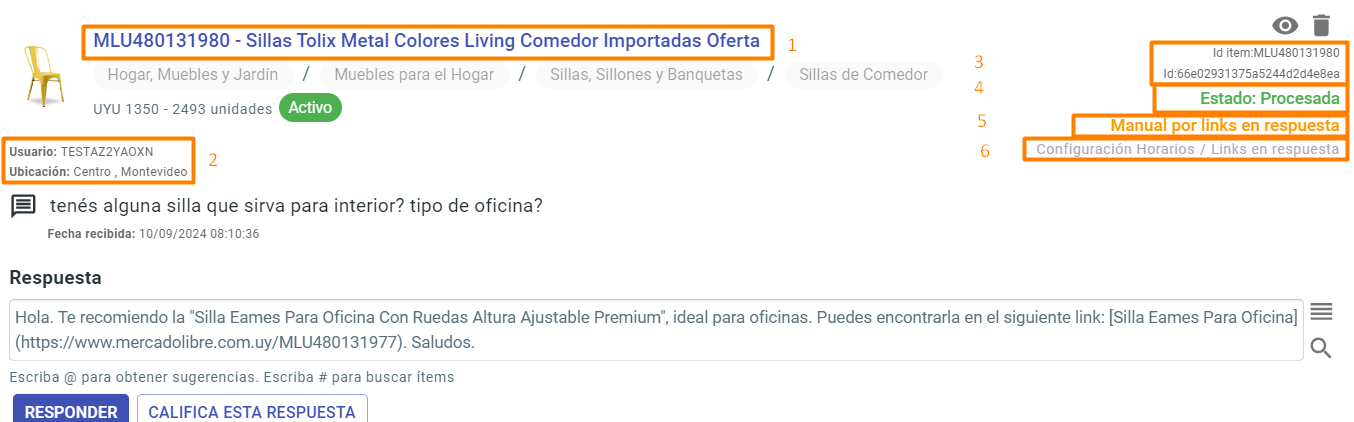 MLU480131980 - Sillas Tolix Metal Colores Living Comedor Importadas Oferta
1
Hogar, Muebles y Jardín / Muebles para el Hogar / Sillas, Sillones y Banquetas / Sillas de Comedor
UYU 1350 - 2493 unidades Activo
3
Id item:MLU480131980
Id:66e02931375a5244d2d4e8ea
4
Estado: Procesada
5
Manual por links en respuesta
6
Configuración Horarios / Links en respuesta
Usuario: TESTAZ2YAOXN
Ubicación: Centro , Montevideo
2
tenés alguna silla que sirva para interior? tipo de oficina?
Fecha recibida: 10/09/2024 08:10:36
Respuesta
Hola. Te recomiendo la "Silla Eames Para Oficina Con Ruedas Altura Ajustable Premium", ideal para oficinas. Puedes encontrarla en el siguiente link: [Silla Eames Para Oficina]
(https://www.mercadolibre.com.uy/MLU480131977). Saludos.
Escriba @ para obtener sugerencias. Escriba # para buscar ítems
RESPONDER CALIFICA ESTA RESPUESTA